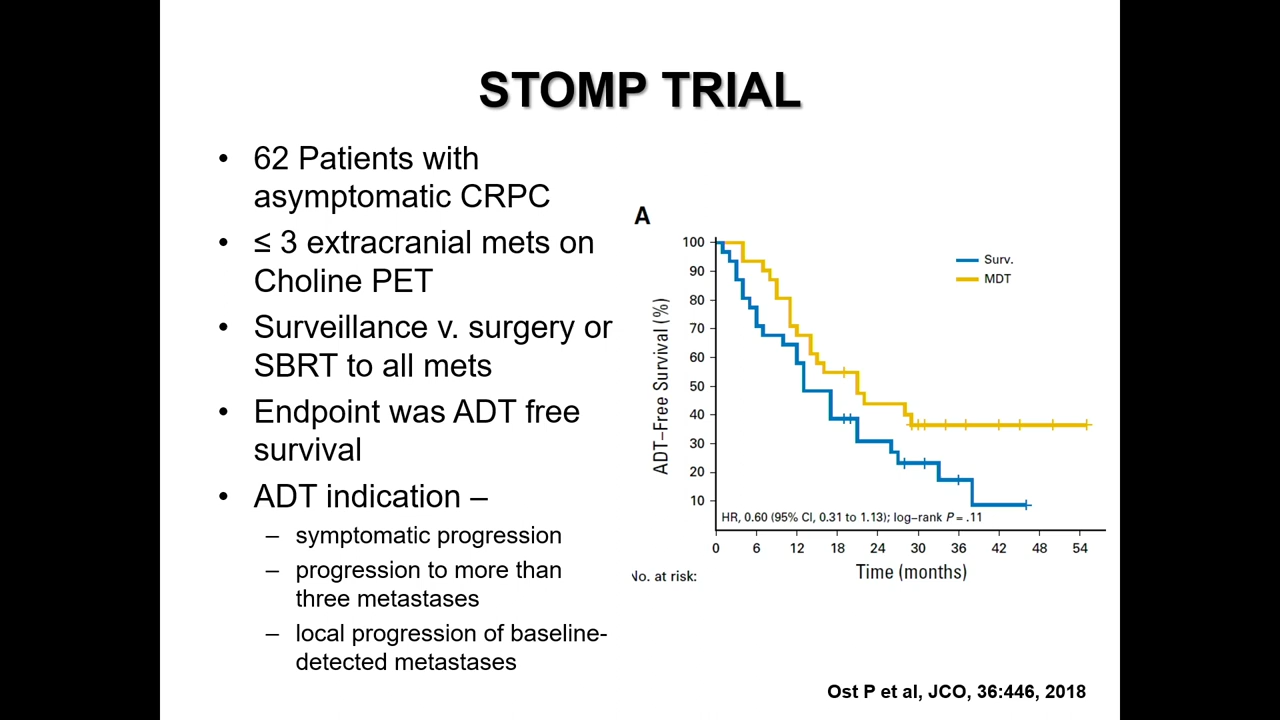 STOMP TRIAL
• 62 Patients with
asymptomatic CRPC
• ≤ 3 extracranial mets on
Choline PET
• Surveillance v. surgery or
SBRT to all mets
• Endpoint was ADT free
survival
• ADT indication –
– symptomatic progression
– progression to more than
three metastases
– local progression of baseline-
detected metastases
A
ADT–Free Survival (%)
100
90
80
70
60
50
40
30
20
10
Surv.
MDT
HR, 0.60 (95% CI, 0.31 to 1.13); log–rank P = .11
0 6 12 18 24 30 36 42 48 54
Time (months)
No. at risk:
Ost P et al, JCO, 36:446, 2018